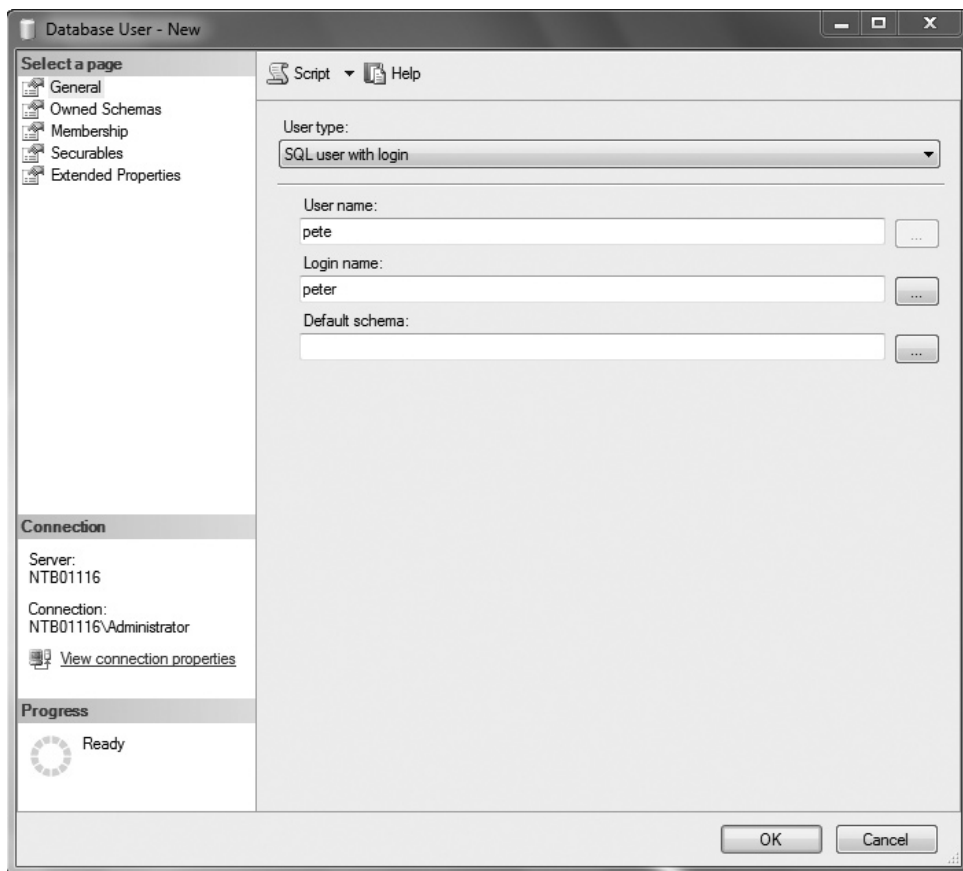 Database User - New
Select a page
General
Owned Schemas
Membership
Securables
Extended Properties
Script Help
User type:
SQL user with login
User name:
pete
...
Login name:
peter
...
Default schema:
...
Connection
Server:
NTB01116
Connection:
NTB01116\Administrator
View connection properties
Progress
Ready
OK Cancel